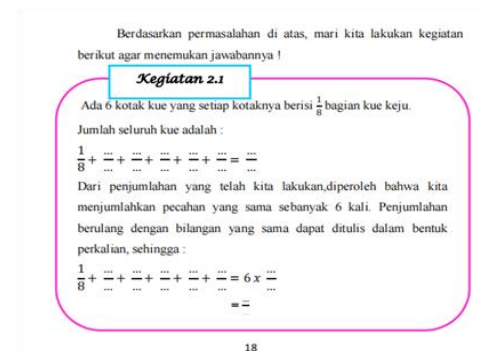 Berdasarkan permasalahan di atas, mari kita lakukan kegiatan
berikut agar menemukan jawabannya !
Kegiatan 2.1
Ada 6 kotak kue yang setiap kotaknya berisi 1/8 bagian kue keju.
Jumlah seluruh kue adalah :
1/8 + .../... + .../... + .../... + .../... + .../... = .../...
Dari penjumlahan yang telah kita lakukan,diperoleh bahwa kita
menjumlahkan pecahan yang sama sebanyak 6 kali. Penjumlahan
berulang dengan bilangan yang sama dapat ditulis dalam bentuk
perkalian, sehingga :
1/8 + .../... + .../... + .../... + .../... + .../... = 6 x .../...
= .../...
18